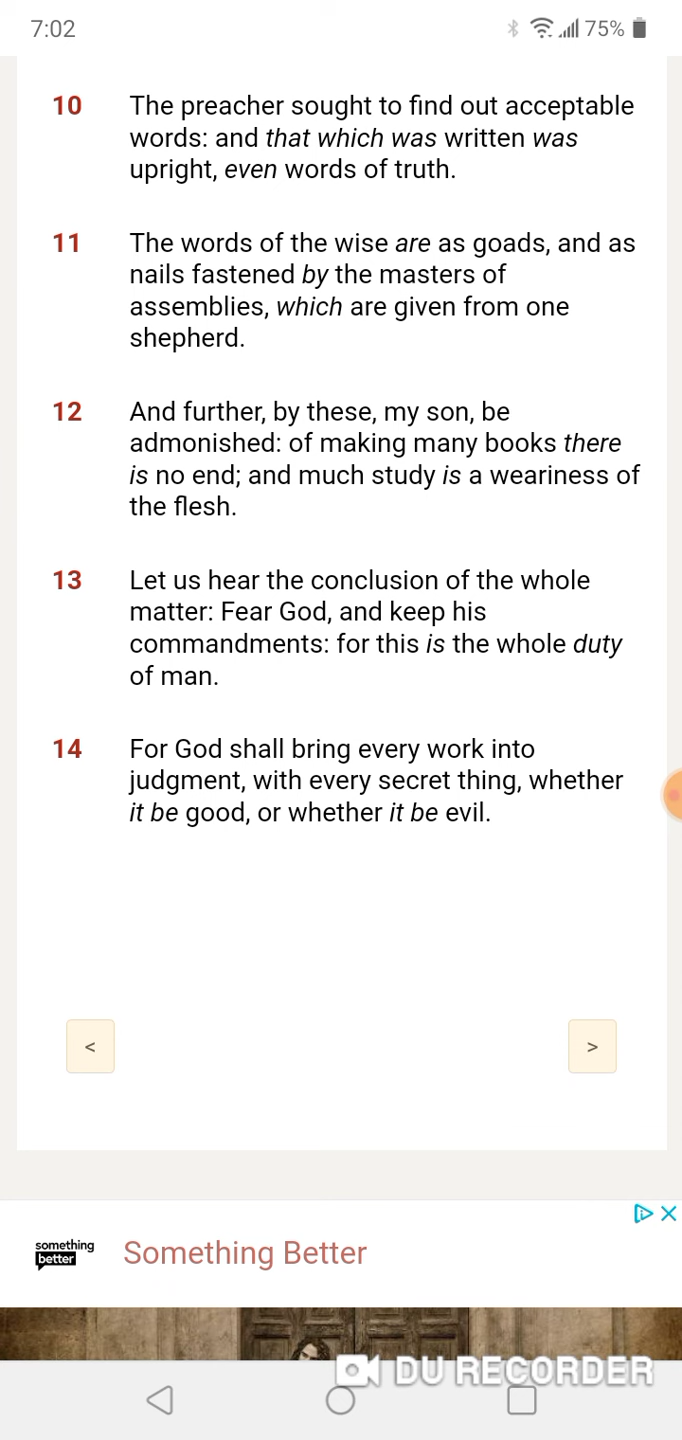 7:02
75%
10 The preacher sought to find out acceptable
words: and that which was written was
upright, even words of truth.
11 The words of the wise are as goads, and as
nails fastened by the masters of
assemblies, which are given from one
shepherd.
12 And further, by these, my son, be
admonished: of making many books there
is no end; and much study is a weariness of
the flesh.
13 Let us hear the conclusion of the whole
matter: Fear God, and keep his
commandments: for this is the whole duty
of man.
14 For God shall bring every work into
judgment, with every secret thing, whether
it be good, or whether it be evil.
< >
something
better
Something Better
DU RECORDER